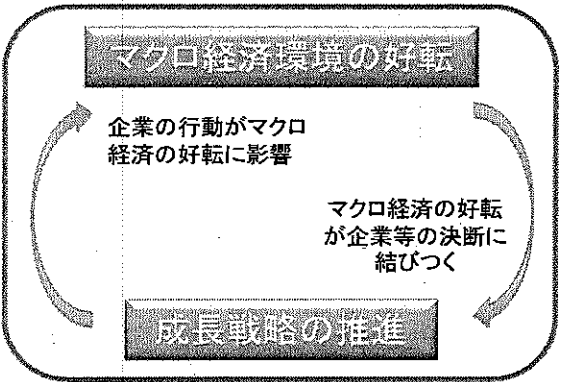 マクロ経済環境の好転
企業の行動がマクロ
経済の好転に影響
マクロ経済の好転
が企業等の決断に
結びつく
成長戦略の推進